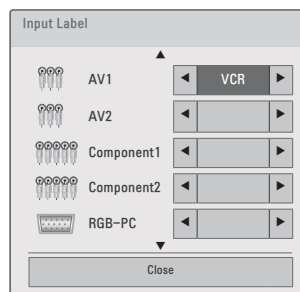 Input Label
AV1 VCR
AV2
Component1
Component2
RGB-PC
Close